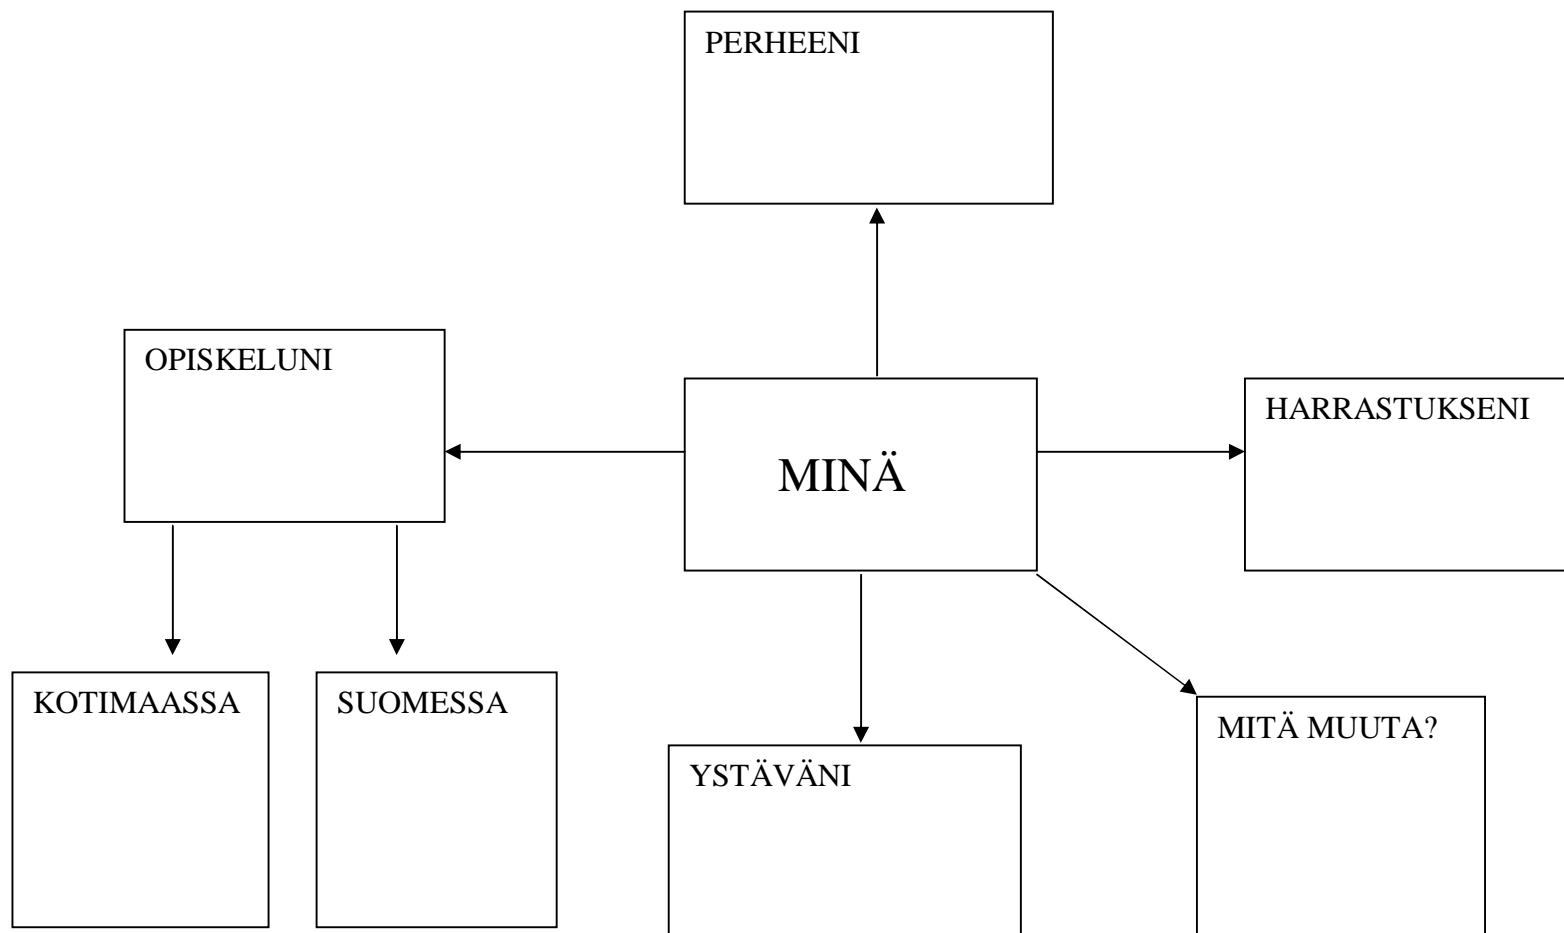 PERHEENI
OPISKELUNI
HARRASTUKSENI
MINÄ
KOTIMAASSA
SUOMESSA
MITÄ MUUTA?
YSTÄVÄNI